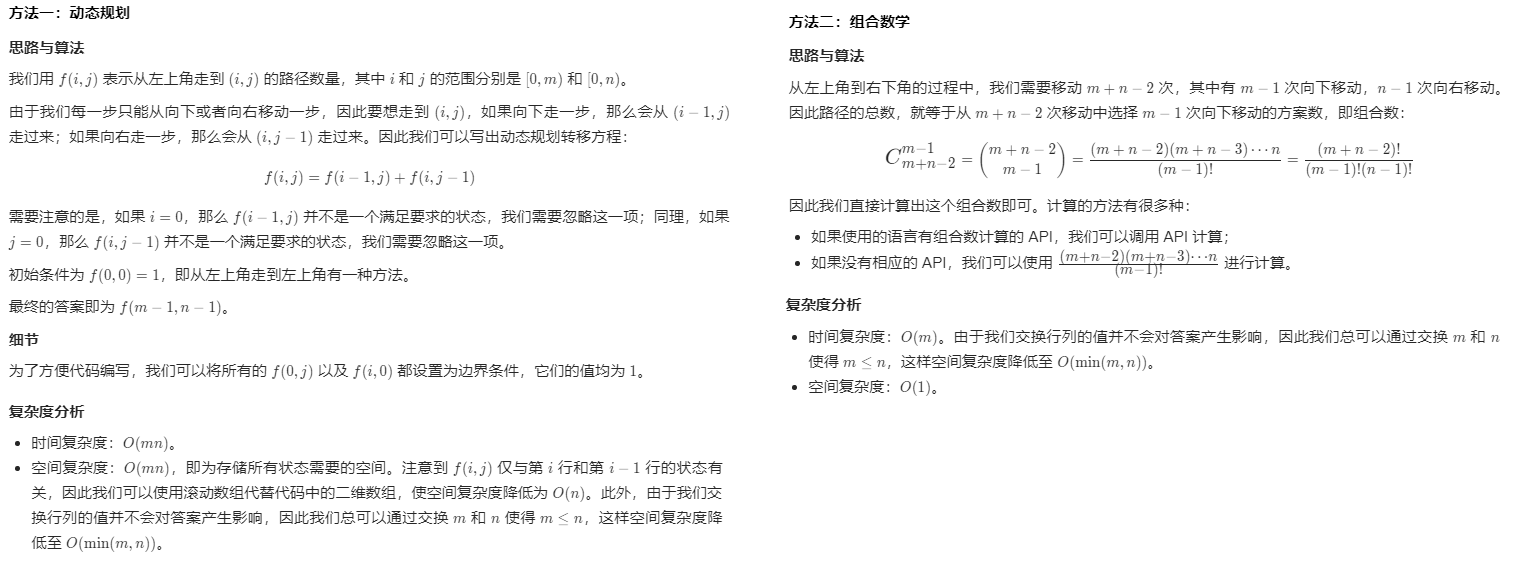 方法一：动态规划
思路与算法
我们用 f(i, j) 表示从左上角走到 (i, j) 的路径数量，其中 i 和 j 的范围分别是 [0, m) 和 [0, n)。
由于我们每一步只能从向下或者向右移动一步，因此要想走到 (i, j)，如果向下走一步，那么会从 (i − 1, j)
走过来；如果向右走一步，那么会从 (i, j − 1) 走过来。因此我们可以写出动态规划转移方程：
f(i, j) = f(i − 1, j) + f(i, j − 1)
需要注意的是，如果 i = 0，那么 f(i − 1, j) 并不是一个满足要求的状态，我们需要忽略这一项；同理，如果
j = 0，那么 f(i, j − 1) 并不是一个满足要求的状态，我们需要忽略这一项。
初始条件为 f(0, 0) = 1，即从左上角走到左上角有一种方法。
最终的答案即为 f(m − 1, n − 1)。
细节
为了方便代码编写，我们可以将所有的 f(0, j) 以及 f(i, 0) 都设置为边界条件，它们的值均为 1。
复杂度分析
• 时间复杂度：O(mn)。
• 空间复杂度：O(mn)，即为存储所有状态需要的空间。注意到 f(i, j) 仅与第 i 行和第 i − 1 行的状态有
关，因此我们可以使用滚动数组代替代码中的二维数组，使空间复杂度降低为 O(n)。此外，由于我们交
换行列的值并不会对答案产生影响，因此我们总可以通过交换 m 和 n 使得 m ≤ n，这样空间复杂度降
低至 O(min(m, n))。
方法二：组合数学
思路与算法
从左上角到右下角的过程中，我们需要移动 m + n − 2 次，其中有 m − 1 次向下移动，n − 1 次向右移动。
因此路径的总数，就等于从 m + n − 2 次移动中选择 m − 1 次向下移动的方案数，即组合数：
C_{m+n−2}^{m−1} = \binom{m + n − 2}{m − 1} = \frac{(m + n − 2)(m + n − 3) ⋯ n}{(m − 1)!} = \frac{(m + n − 2)!}{(m − 1)!(n − 1)!}
因此我们直接计算出这个组合数即可。计算的方法有很多种：
• 如果使用的语言有组合数计算的 API，我们可以调用 API 计算；
• 如果没有相应的 API，我们可以使用 \frac{(m+n−2)(m+n−3)⋯n}{(m−1)!} 进行计算。
复杂度分析
• 时间复杂度：O(m)。由于我们交换行列的值并不会对答案产生影响，因此我们总可以通过交换 m 和 n
使得 m ≤ n，这样空间复杂度降低至 O(min(m, n))。
• 空间复杂度：O(1)。